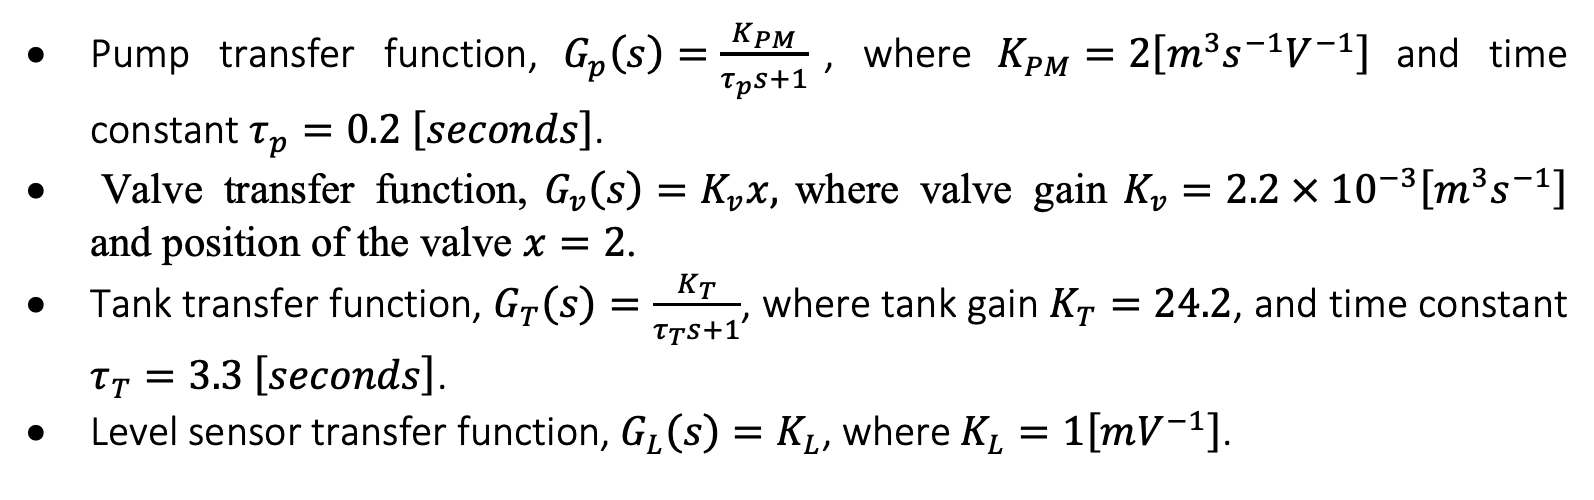 • Pump transfer function, G_p(s) = K_PM / (τ_p s+1) , where K_PM = 2[m³s⁻¹V⁻¹] and time
constant τ_p = 0.2 [seconds].
• Valve transfer function, G_v(s) = K_v x, where valve gain K_v = 2.2 × 10⁻³[m³s⁻¹]
and position of the valve x = 2.
• Tank transfer function, G_T(s) = K_T / (τ_T s+1), where tank gain K_T = 24.2, and time constant
τ_T = 3.3 [seconds].
• Level sensor transfer function, G_L(s) = K_L, where K_L = 1[mV⁻¹].